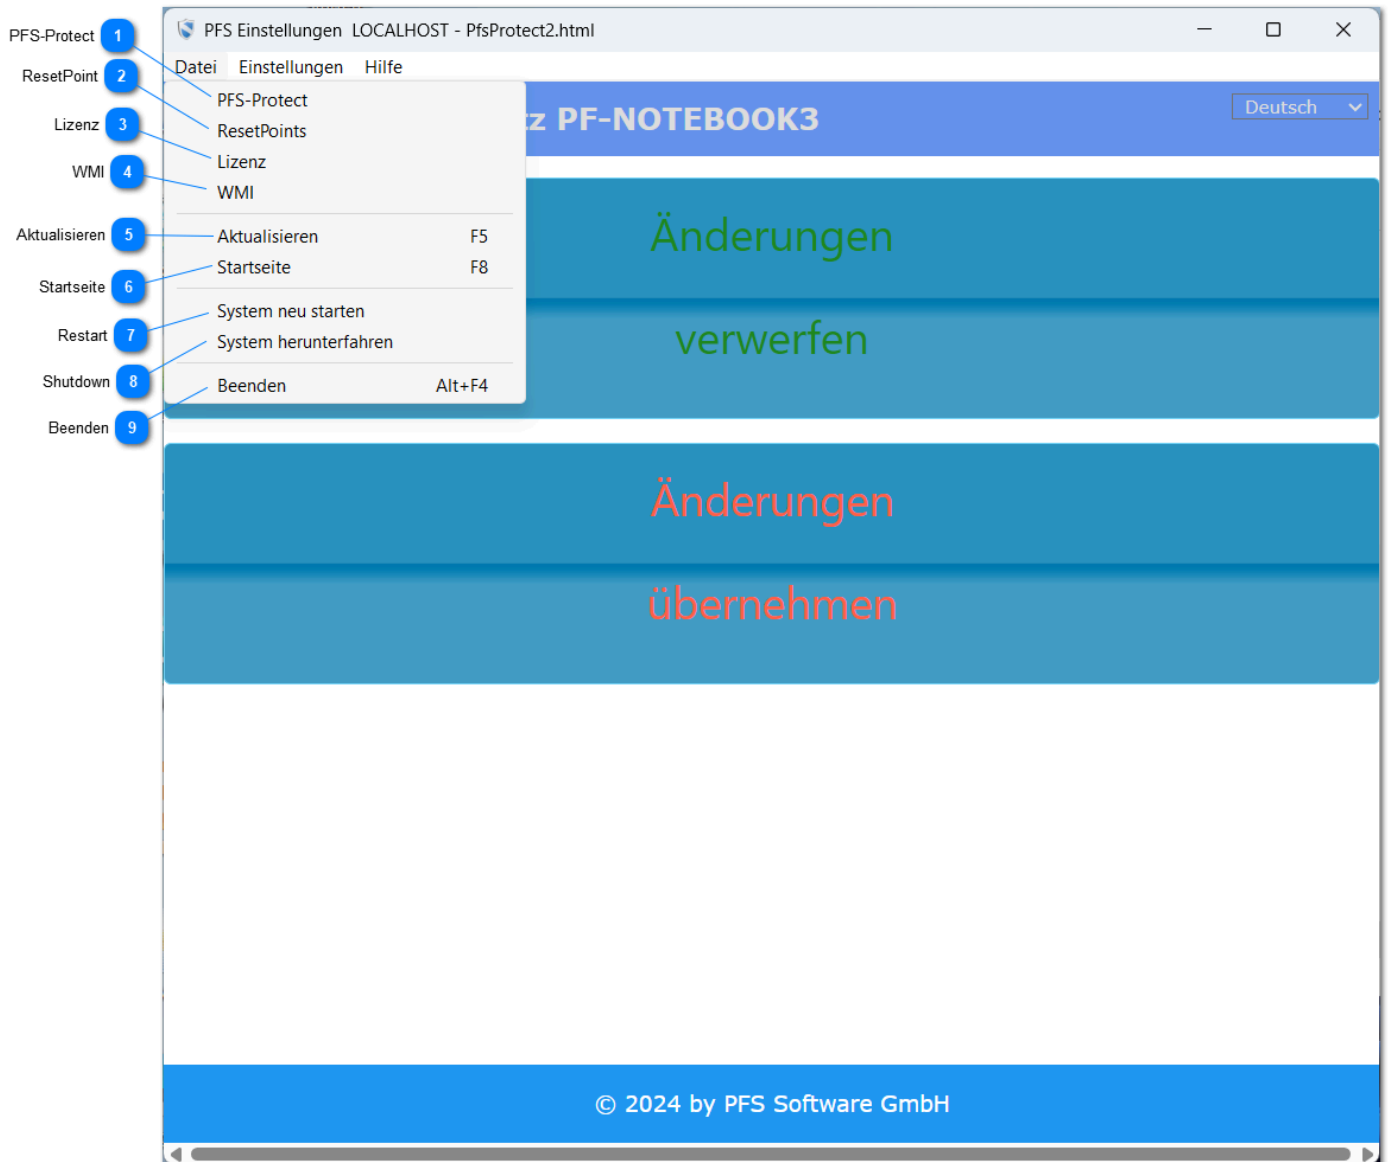 PFS-Protect 1
ResetPoint 2
Lizenz 3
WMI 4
Aktualisieren 5
Startseite 6
Restart 7
Shutdown 8
Beenden 9
PFS Einstellungen LOCALHOST - PfsProtect2.html
Datei Einstellungen Hilfe
PFS-Protect
ResetPoints
Lizenz
WMI
Aktualisieren F5
Startseite F8
System neu starten
System herunterfahren
Beenden Alt+F4
PF-NOTEBOOK3
Deutsch
Änderungen
verwerfen
Änderungen
übernehmen
© 2024 by PFS Software GmbH